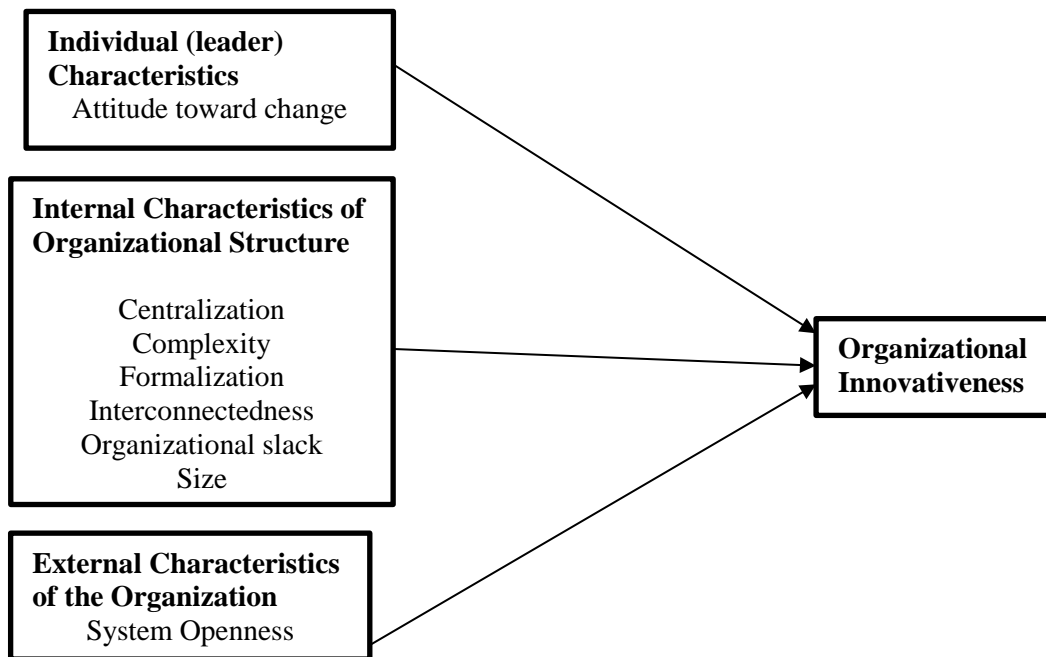 Individual (leader)
Characteristics
Attitude toward change
Internal Characteristics of
Organizational Structure
Centralization
Complexity
Formalization
Interconnectedness
Organizational slack
Size
External Characteristics
of the Organization
System Openness
Organizational
Innovativeness